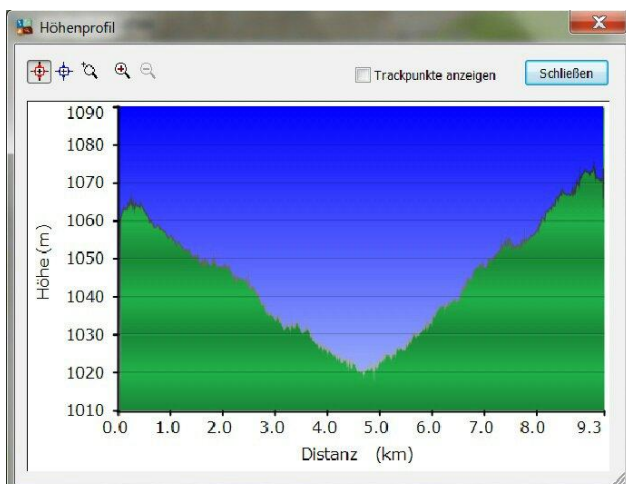 Höhenprofil
Trackpunkte anzeigen
Schließen
1090
1080
1070
1060
1050
1040
1030
1020
1010
Höhe (m)
0.0 1.0 2.0 3.0 4.0 5.0 6.0 7.0 8.0 9.3
Distanz (km)